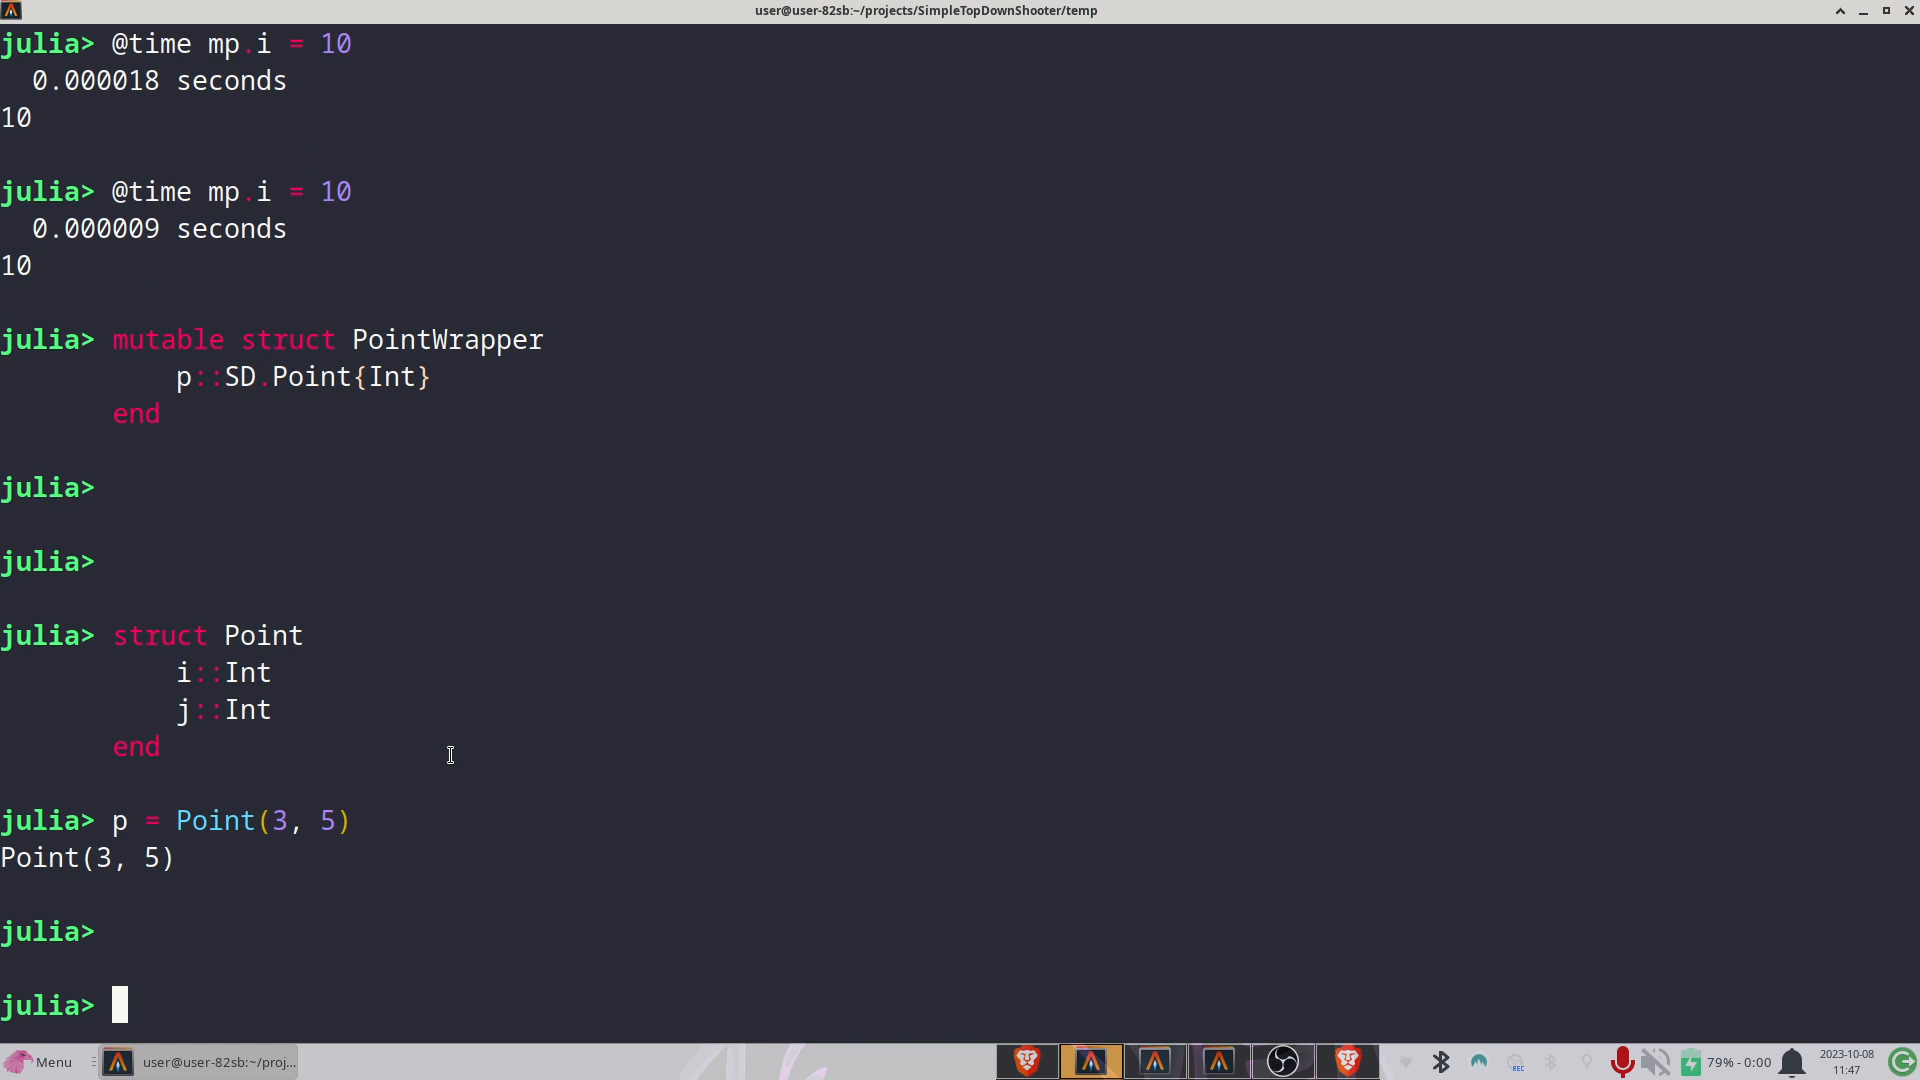 user@user-82sb:~/projects/SimpleTopDownShooter/temp
julia> @time mp.i = 10
  0.000018 seconds
10
julia> @time mp.i = 10
  0.000009 seconds
10
julia> mutable struct PointWrapper
           p::SD.Point{Int}
       end
julia>
julia>
julia> struct Point
           i::Int
           j::Int
       end
julia> p = Point(3, 5)
Point(3, 5)
julia>
julia>
Menu
user@user-82sb:~/proj...
REC
79% - 0:00
2023-10-08
11:47